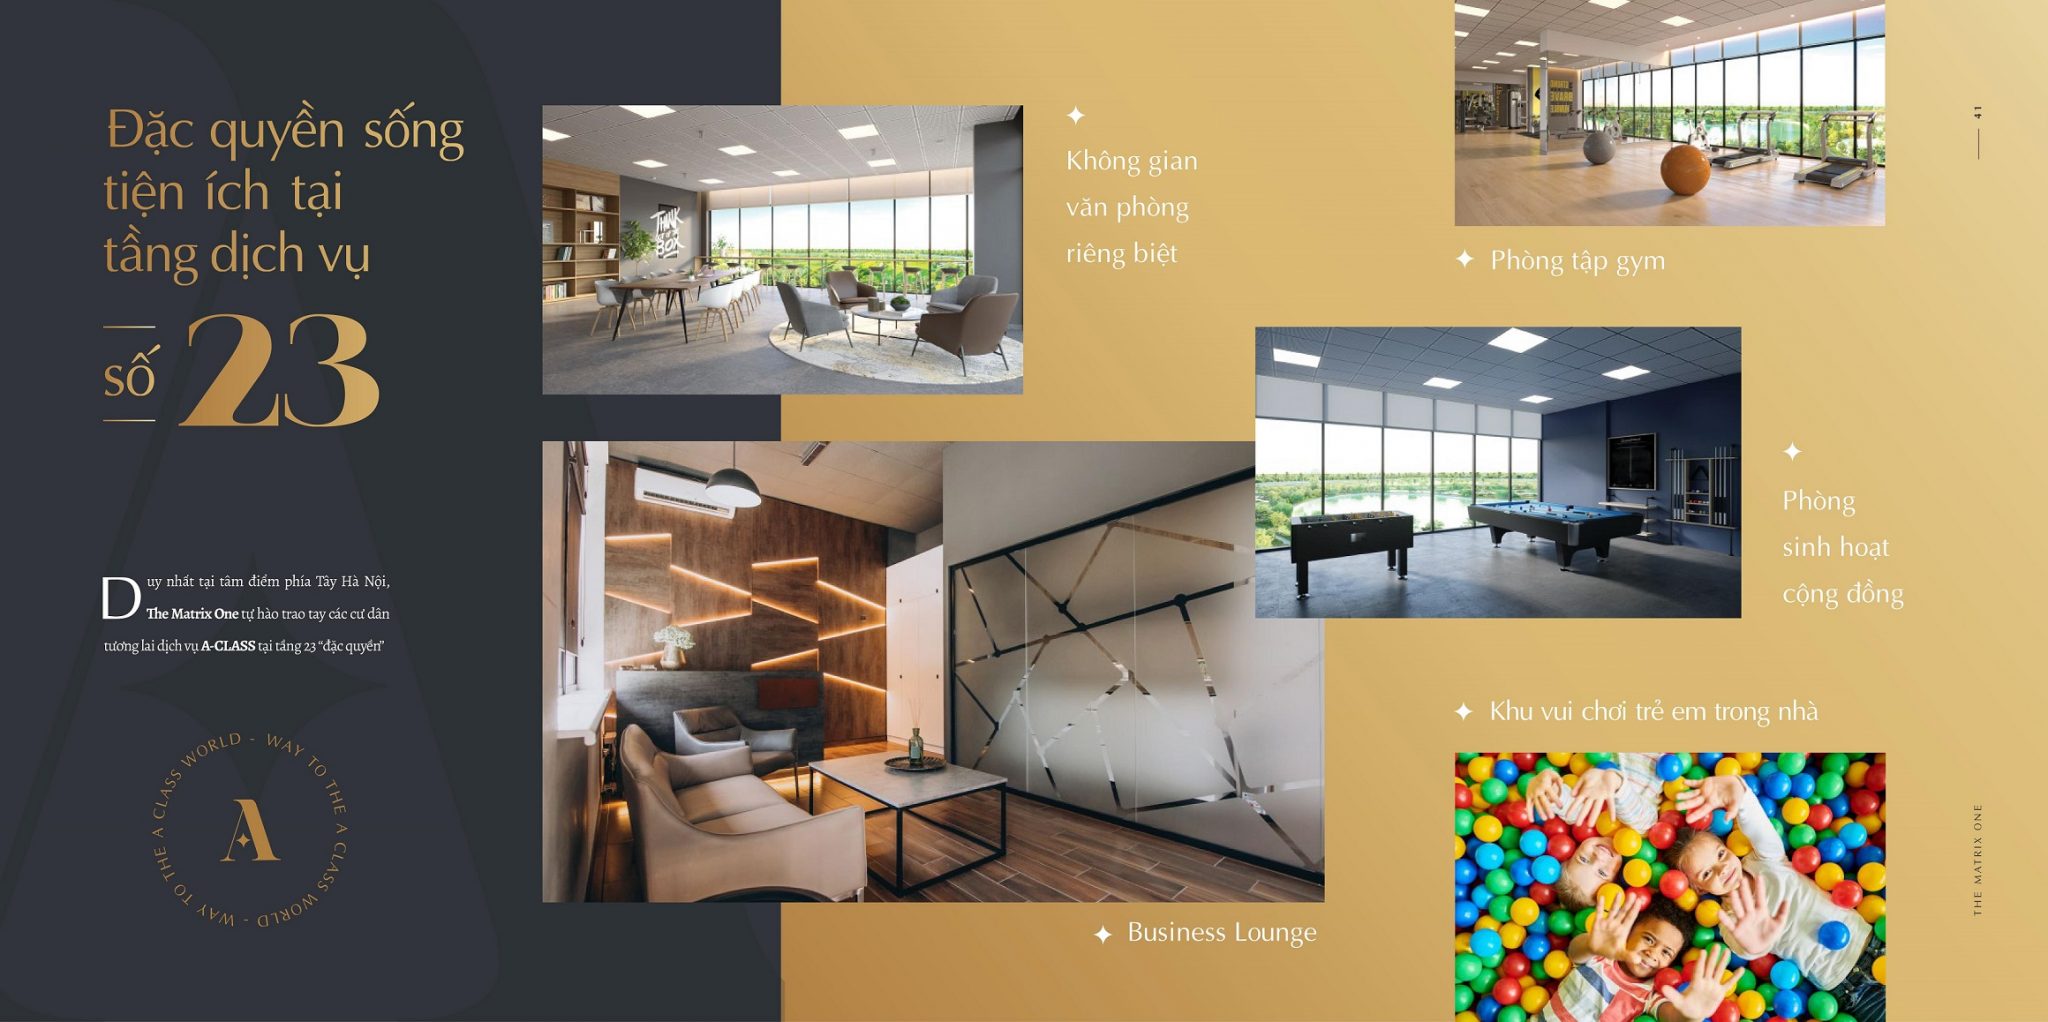 Đặc quyền sống
tiện ích tại
tầng dịch vụ
số 23
Duy nhất tại tâm điểm phía Tây Hà Nội,
The Matrix One tự hào trao tay các cư dân
tương lai dịch vụ A-CLASS tại tầng 23 “đặc quyền”
WAY TO THE A CLASS WORLD - WAY TO THE A CLASS WORLD -
A
THINK
BOX
✦
Không gian
văn phòng
riêng biệt
✦ Business Lounge
✦ Phòng tập gym
✦
Phòng
sinh hoạt
cộng đồng
✦ Khu vui chơi trẻ em trong nhà
41
THE MATRIX ONE